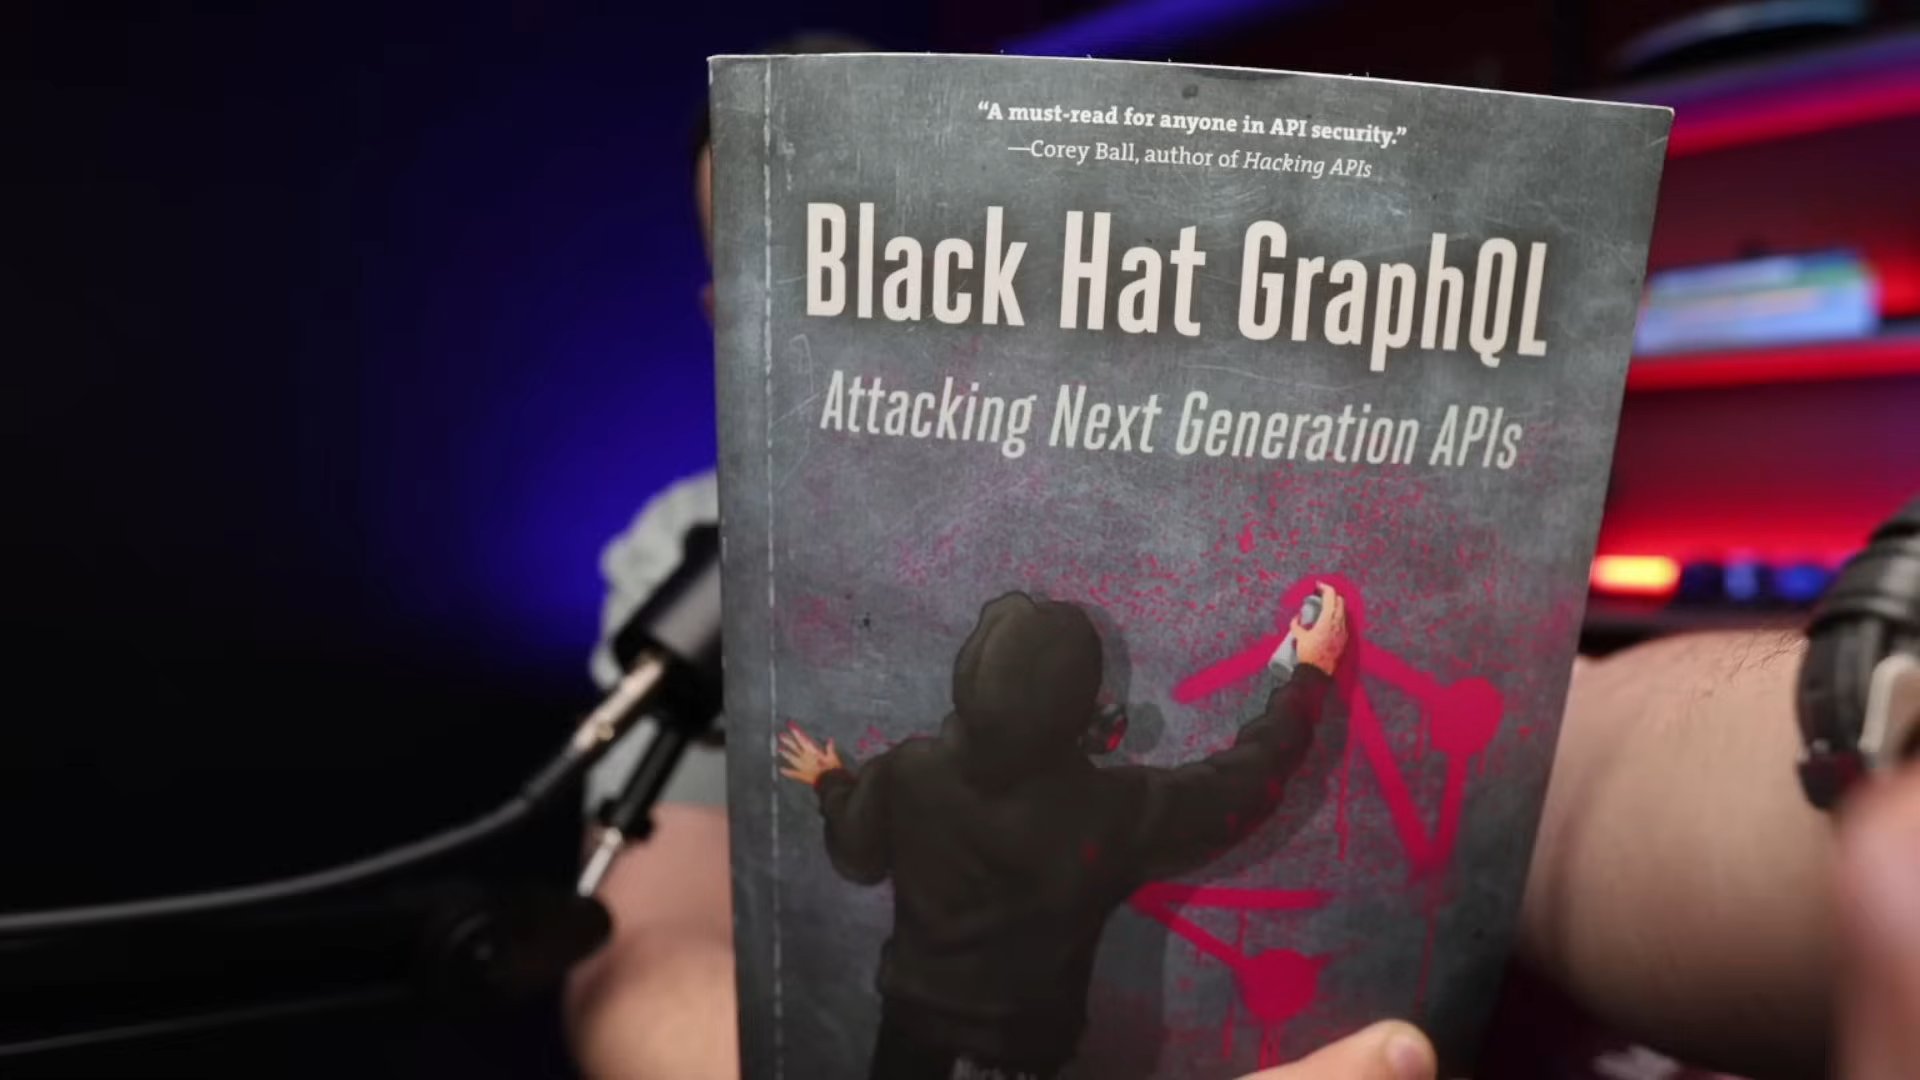 “A must-read for anyone in API security.”
—Corey Ball, author of Hacking APIs
Black Hat GraphQL
Attacking Next Generation APIs